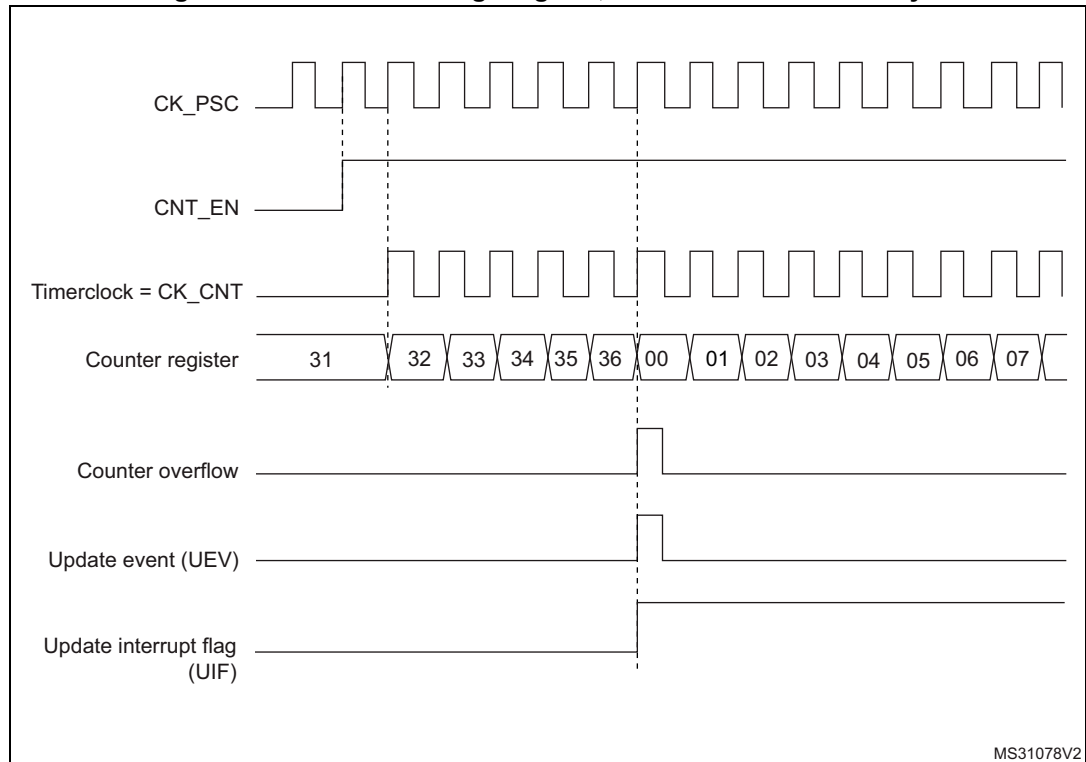 CK_PSC
CNT_EN
Timerclock = CK_CNT
Counter register 31 32 33 34 35 36 00 01 02 03 04 05 06 07
Counter overflow
Update event (UEV)
Update interrupt flag
(UIF)
MS31078V2